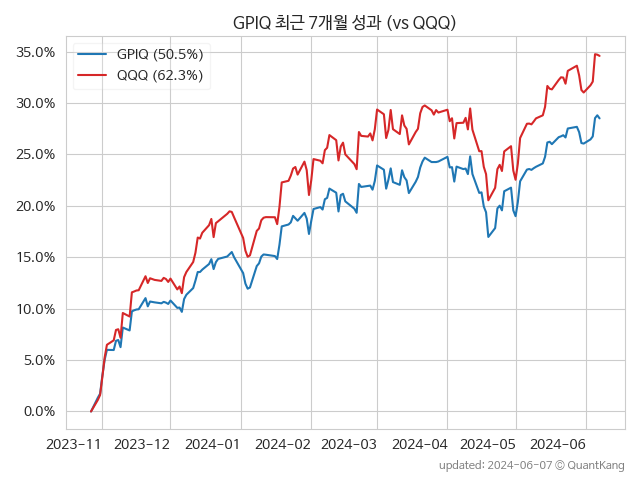 GPIQ 최근 7개월 성과 (vs QQQ)
GPIQ (50.5%)
QQQ (62.3%)
35.0%
30.0%
25.0%
20.0%
15.0%
10.0%
5.0%
0.0%
2023-11 2023-12 2024-01 2024-02 2024-03 2024-04 2024-05 2024-06
updated: 2024-06-07 © QuantKang